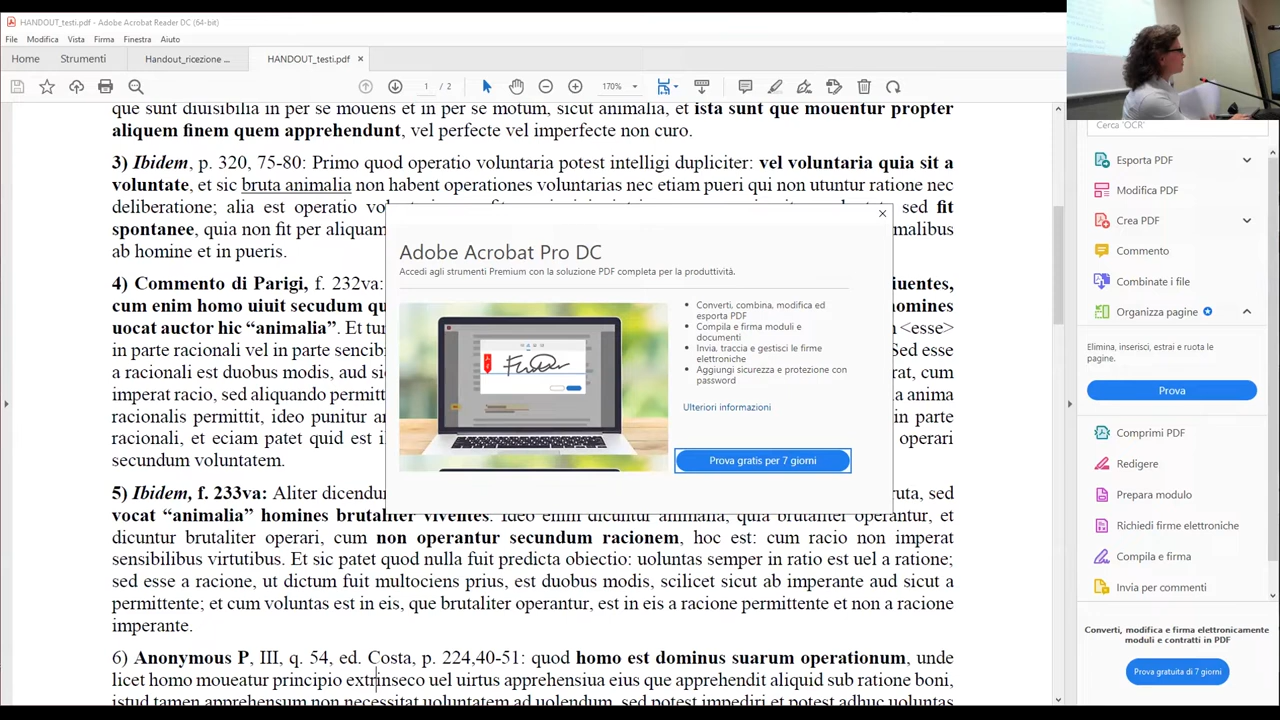 HANDOUT_testi.pdf - Adobe Acrobat Reader DC (64-bit)
File Modifica Vista Firma Finestra Aiuto
Home Strumenti Handout_ricezione ... HANDOUT_testi.pdf ×
1 / 2 170%
que sunt diuisibilia in per se mouens et in per se motum, sicut animalia, et ista sunt que mouentur propter
aliquem finem quem apprehendunt, vel perfecte vel imperfecte non curo.
3) Ibidem, p. 320, 75-80: Primo quod operatio voluntaria potest intelligi dupliciter: vel voluntaria quia sit a
voluntate, et sic bruta animalia non habent operationes voluntarias nec etiam pueri qui non utuntur ratione nec
deliberatione; alia est operatio sed fit
spontanee, quia non fit per aliquam
ab homine et in pueris.
4) Commento di Parigi, f. 232va:
cum enim homo uiuit secudum
uocat auctor hic “animalia”. Et <esse>
in parte racionali vel in parte Sed esse
a racionali est duobus modis, aud cum
imperat racio, sed aliquando anima
racionalis permittit, ideo punitur in parte
racionali, et eciam patet quid est operari
secundum voluntatem.
5) Ibidem, f. 233va: Aliter sed
vocat “animalia” homines brutaliter viventes. Ideo enim dicuntur animalia, quia brutaliter operantur, et
dicuntur brutaliter operari, cum non operantur secundum racionem, hoc est: cum racio non imperat
sensibilibus virtutibus. Et sic patet quod nulla fuit predicta obiectio: uoluntas semper in ratio est uel a ratione;
sed esse a racione, ut dictum fuit multociens prius, est duobus modis, scilicet sicut ab imperante aud sicut a
permittente; et cum voluntas est in eis, que brutaliter operantur, est in eis a racione permittente et non a racione
imperante.
6) Anonymous P, III, q. 54, ed. Costa, p. 224,40-51: quod homo est dominus suarum operationum, unde
licet homo moueatur principio extrinseco uel uirtus apprehensiua eius que apprehendit aliquid sub ratione boni,
istud tamen apprehensum non necessitat uoluntatem ad uolendum, sed potest impediri et potest adhuc uoluntas
Adobe Acrobat Pro DC
Accedi agli strumenti Premium con la soluzione PDF completa per la produttività.
Converti, combina, modifica ed
esporta PDF
Compila e firma moduli e
documenti
Invia, traccia e gestisci le firme
elettroniche
Aggiungi sicurezza e protezione con
password
Ulteriori informazioni
Prova gratis per 7 giorni
Cerca 'OCR'
Esporta PDF
Modifica PDF
Crea PDF
Commento
Combina i file
Organizza pagine
Elimina, inserisci, estrai e ruota le
pagine.
Prova
Comprimi PDF
Redigere
Prepara modulo
Richiedi firme elettroniche
Compila e firma
Invia per commenti
Converti, modifica e firma elettronicamente
moduli e contratti in PDF
Prova gratuita di 7 giorni